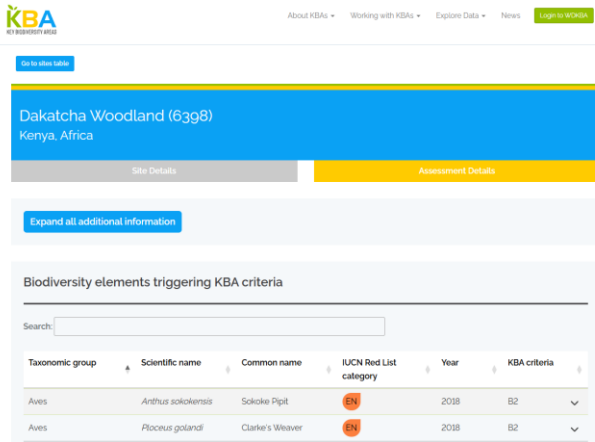 KBA
KEY BIODIVERSITY AREAS
About KBAs Working with KBAs Explore Data News Login to WDKBA
Go to sites table
Dakatcha Woodland (6398)
Kenya, Africa
Site Details Assessment Details
Expand all additional information
Biodiversity elements triggering KBA criteria
Search:
Taxonomic group Scientific name Common name IUCN Red List category Year KBA criteria
Aves Anthus sokokensis Sokoke Pipit EN 2018 B2
Aves Ploceus golandi Clarke's Weaver EN 2018 B2